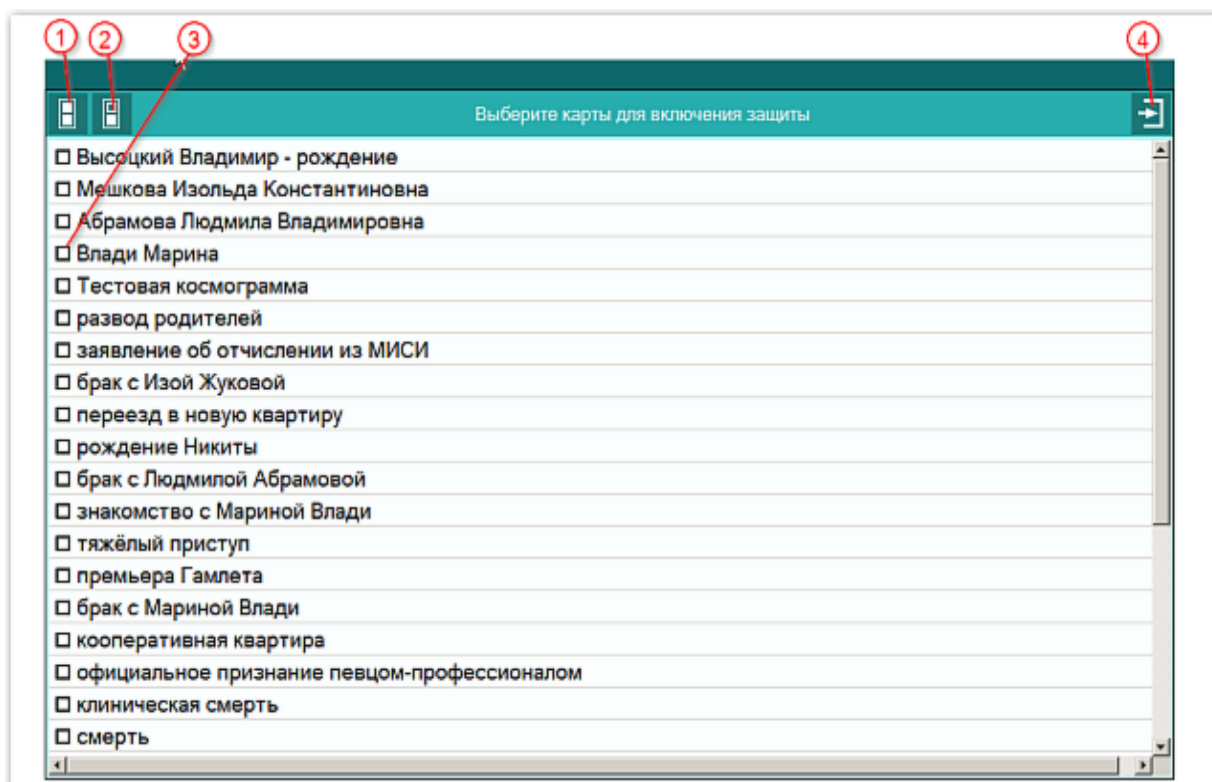 1 2 3 4
Выберите карты для включения защиты
Высоцкий Владимир - рождение
Мешкова Изольда Константиновна
Абрамова Людмила Владимировна
Влади Марина
Тестовая космограмма
развод родителей
заявление об отчислении из МИСИ
брак с Изой Жуковой
переезд в новую квартиру
рождение Никиты
брак с Людмилой Абрамовой
знакомство с Мариной Влади
тяжёлый приступ
премьера Гамлета
брак с Мариной Влади
кооперативная квартира
официальное признание певцом-профессионалом
клиническая смерть
смерть